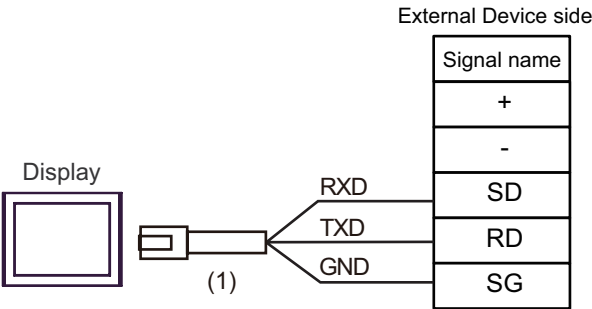 External Device side
Signal name
+
-
Display
RXD
SD
TXD
RD
GND
SG
(1)